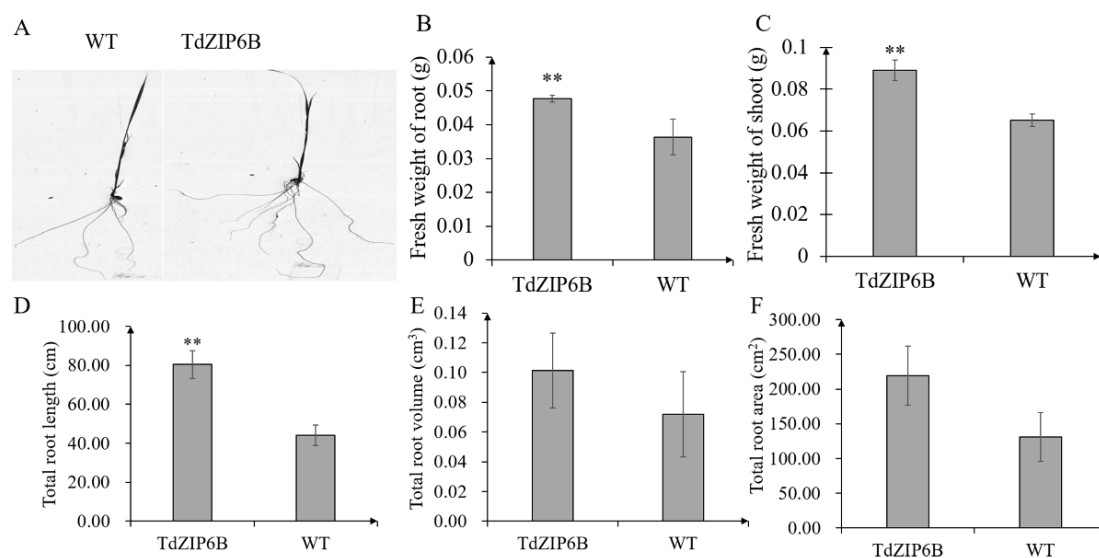 A
WT TdZIP6B
B
Fresh weight of root (g)
0.06
0.05
0.04
0.03
0.02
0.01
0
**
TdZIP6B WT
C
Fresh weight of shoot (g)
0.1
0.08
0.06
0.04
0.02
0
**
TdZIP6B WT
D
Total root length (cm)
100.00
80.00
60.00
40.00
20.00
0.00
**
TdZIP6B WT
E
Total root volume (cm³)
0.14
0.12
0.10
0.08
0.06
0.04
0.02
0.00
TdZIP6B WT
F
Total root area (cm²)
300.00
250.00
200.00
150.00
100.00
50.00
0.00
TdZIP6B WT